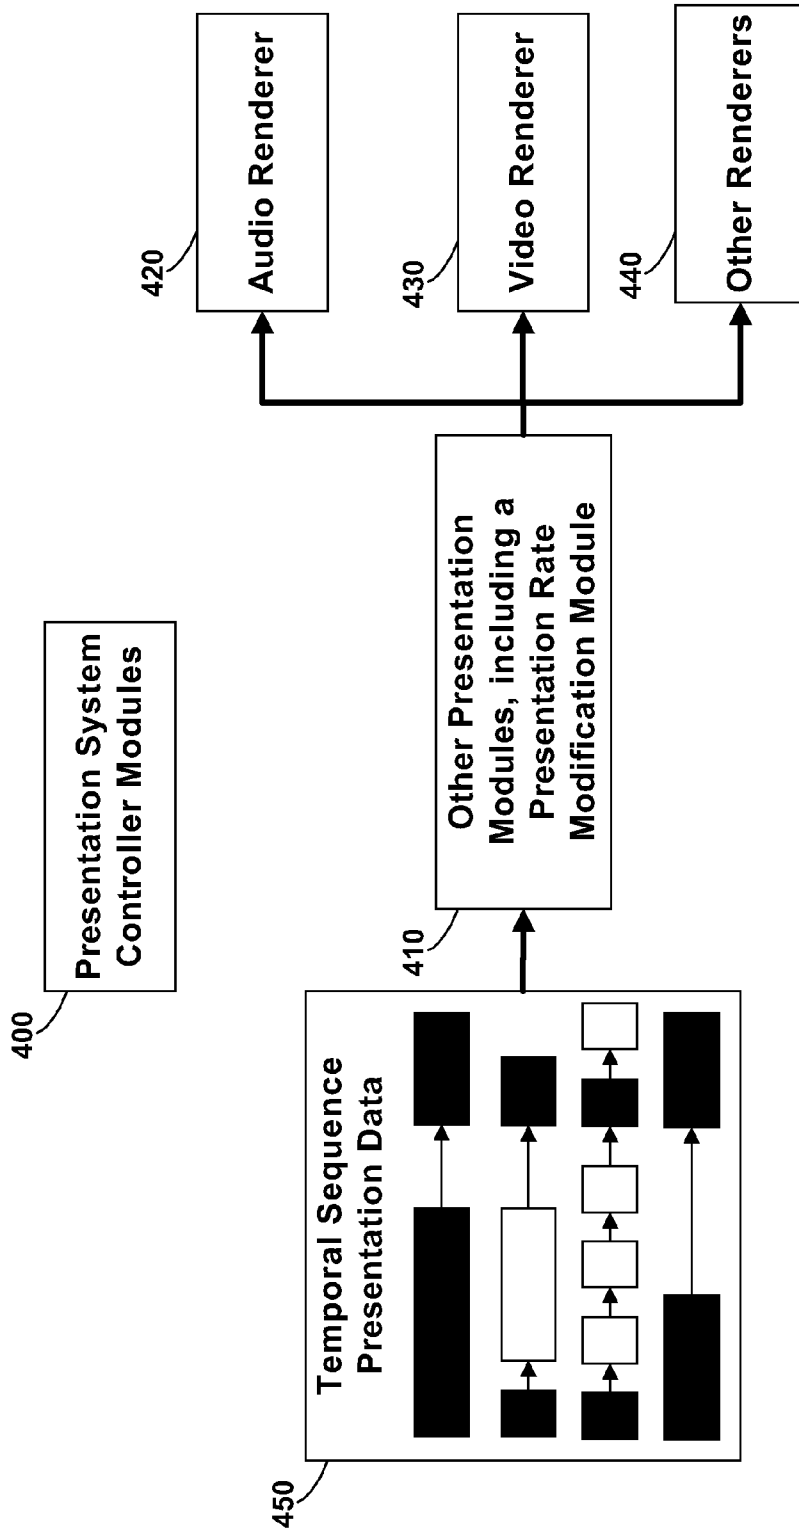 400
Presentation System
Controller Modules
450
Temporal Sequence
Presentation Data
410
Other Presentation
Modules, including a
Presentation Rate
Modification Module
420
Audio Renderer
430
Video Renderer
440
Other Renderers